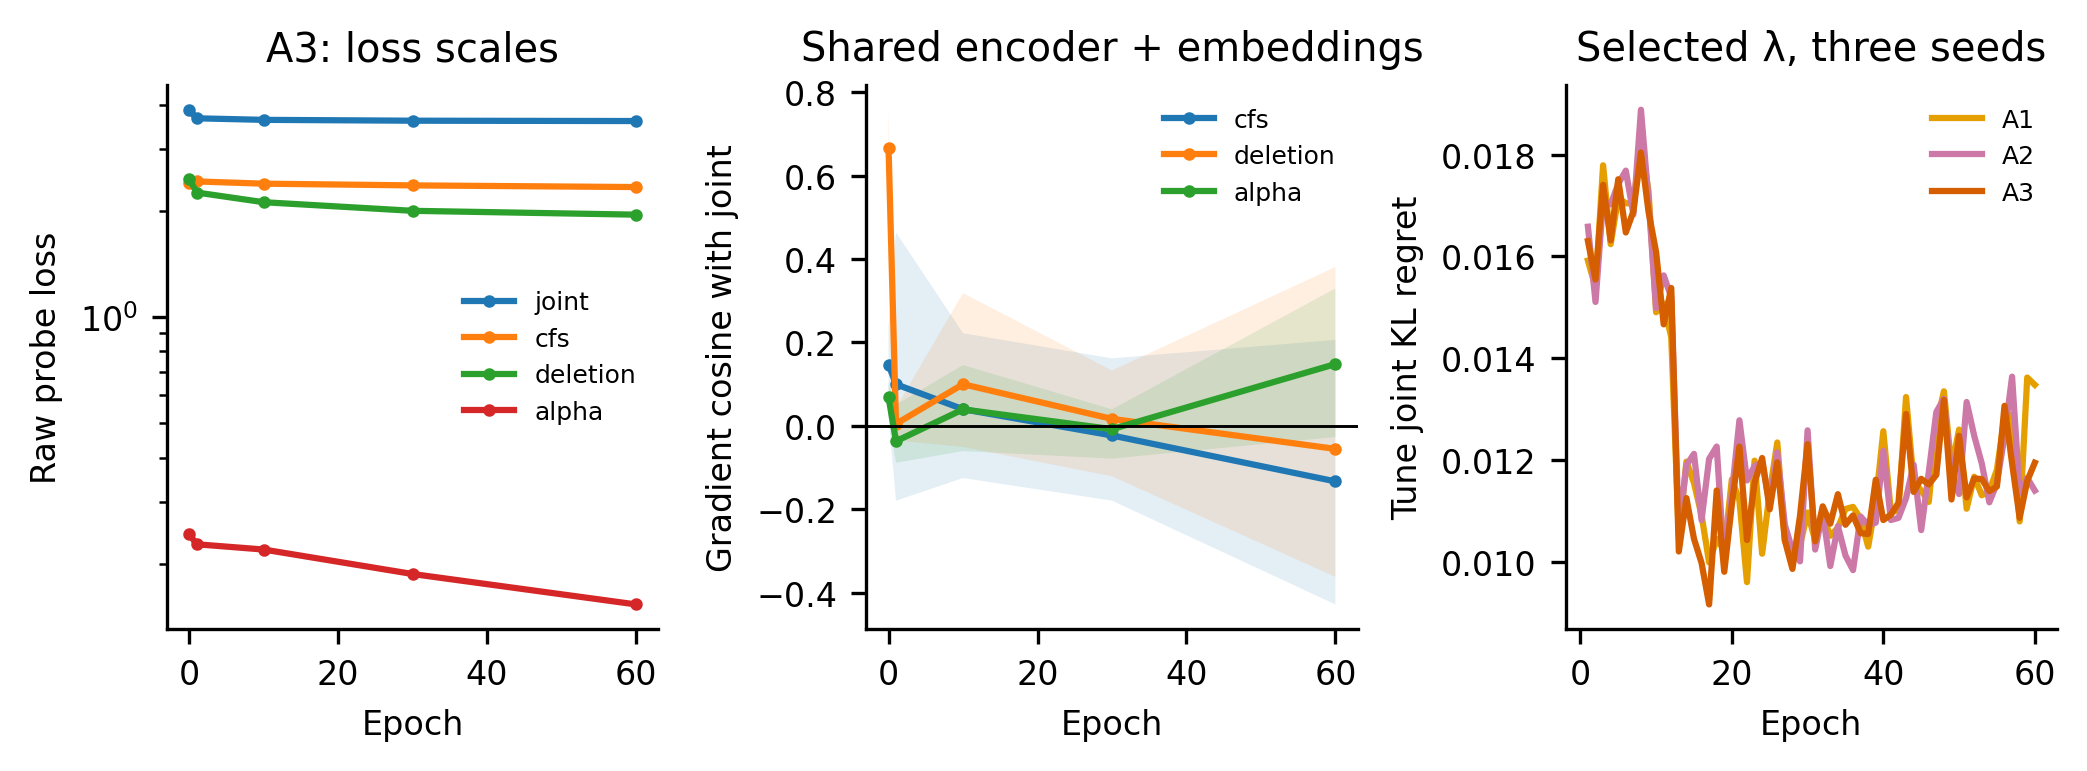 A3: loss scales
Raw probe loss
10⁰
joint
cfs
deletion
alpha
0
20
40
60
Epoch
Shared encoder + embeddings
Gradient cosine with joint
0.8
0.6
0.4
0.2
0.0
−0.2
−0.4
cfs
deletion
alpha
0
20
40
60
Epoch
Selected λ, three seeds
Tune joint KL regret
0.018
0.016
0.014
0.012
0.010
A1
A2
A3
0
20
40
60
Epoch